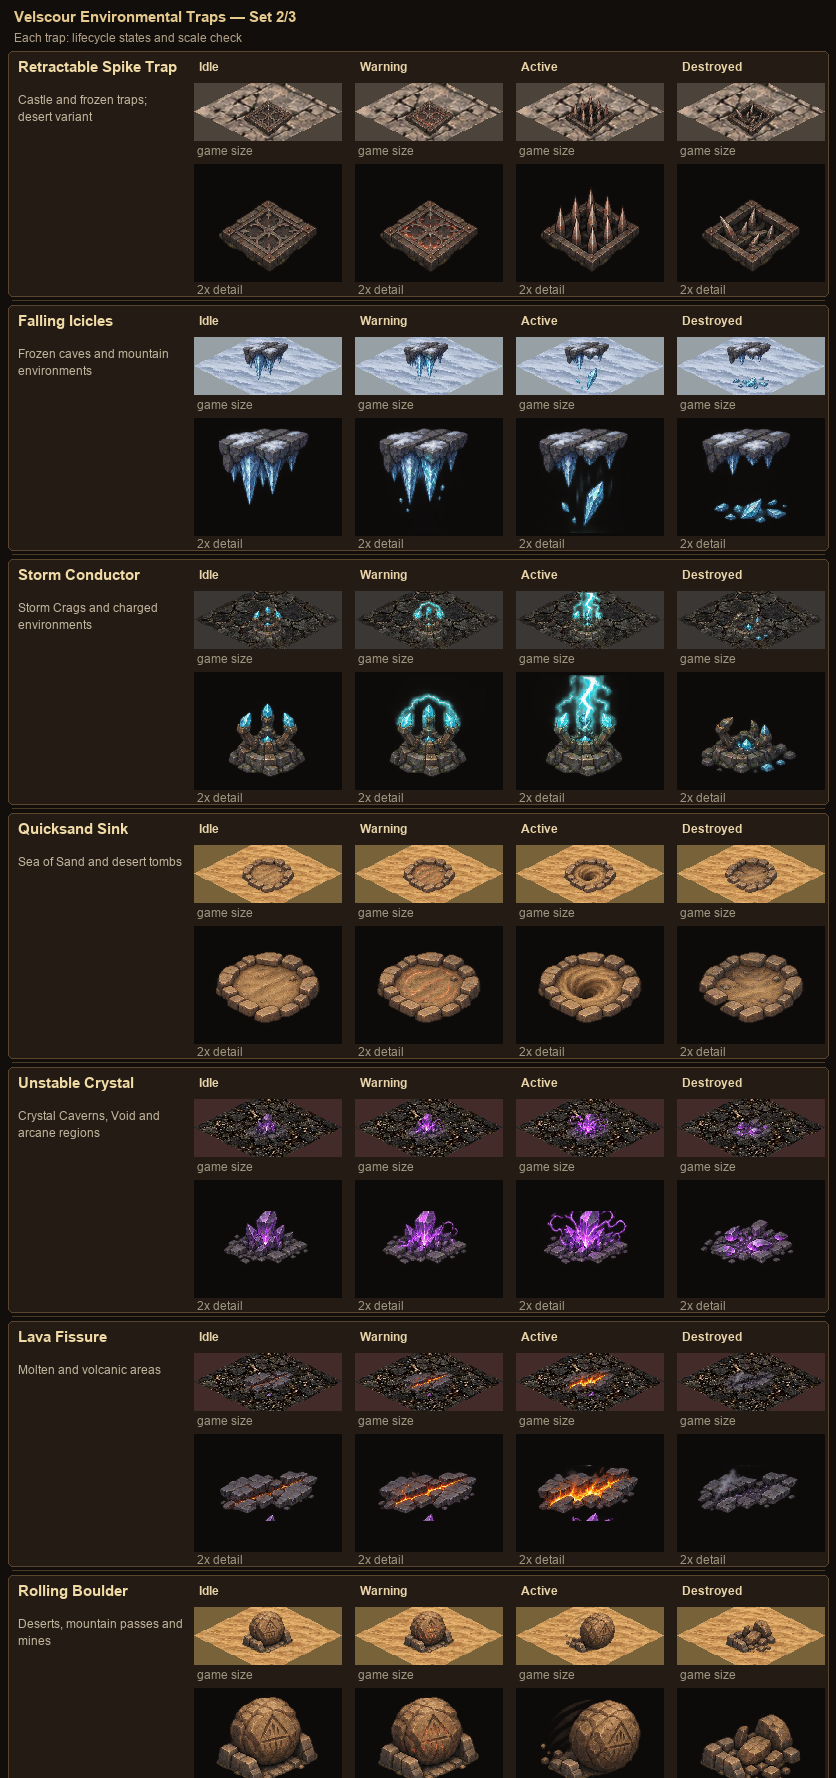 Velscour Environmental Traps — Set 2/3
Each trap: lifecycle states and scale check
Retractable Spike Trap
Idle
Warning
Active
Destroyed
Castle and frozen traps;
desert variant
game size
game size
game size
game size
2x detail
2x detail
2x detail
2x detail
Falling Icicles
Idle
Warning
Active
Destroyed
Frozen caves and mountain
environments
game size
game size
game size
game size
2x detail
2x detail
2x detail
2x detail
Storm Conductor
Idle
Warning
Active
Destroyed
Storm Crags and charged
environments
game size
game size
game size
game size
2x detail
2x detail
2x detail
2x detail
Quicksand Sink
Idle
Warning
Active
Destroyed
Sea of Sand and desert tombs
game size
game size
game size
game size
2x detail
2x detail
2x detail
2x detail
Unstable Crystal
Idle
Warning
Active
Destroyed
Crystal Caverns, Void and
arcane regions
game size
game size
game size
game size
2x detail
2x detail
2x detail
2x detail
Lava Fissure
Idle
Warning
Active
Destroyed
Molten and volcanic areas
game size
game size
game size
game size
2x detail
2x detail
2x detail
2x detail
Rolling Boulder
Idle
Warning
Active
Destroyed
Deserts, mountain passes and
mines
game size
game size
game size
game size